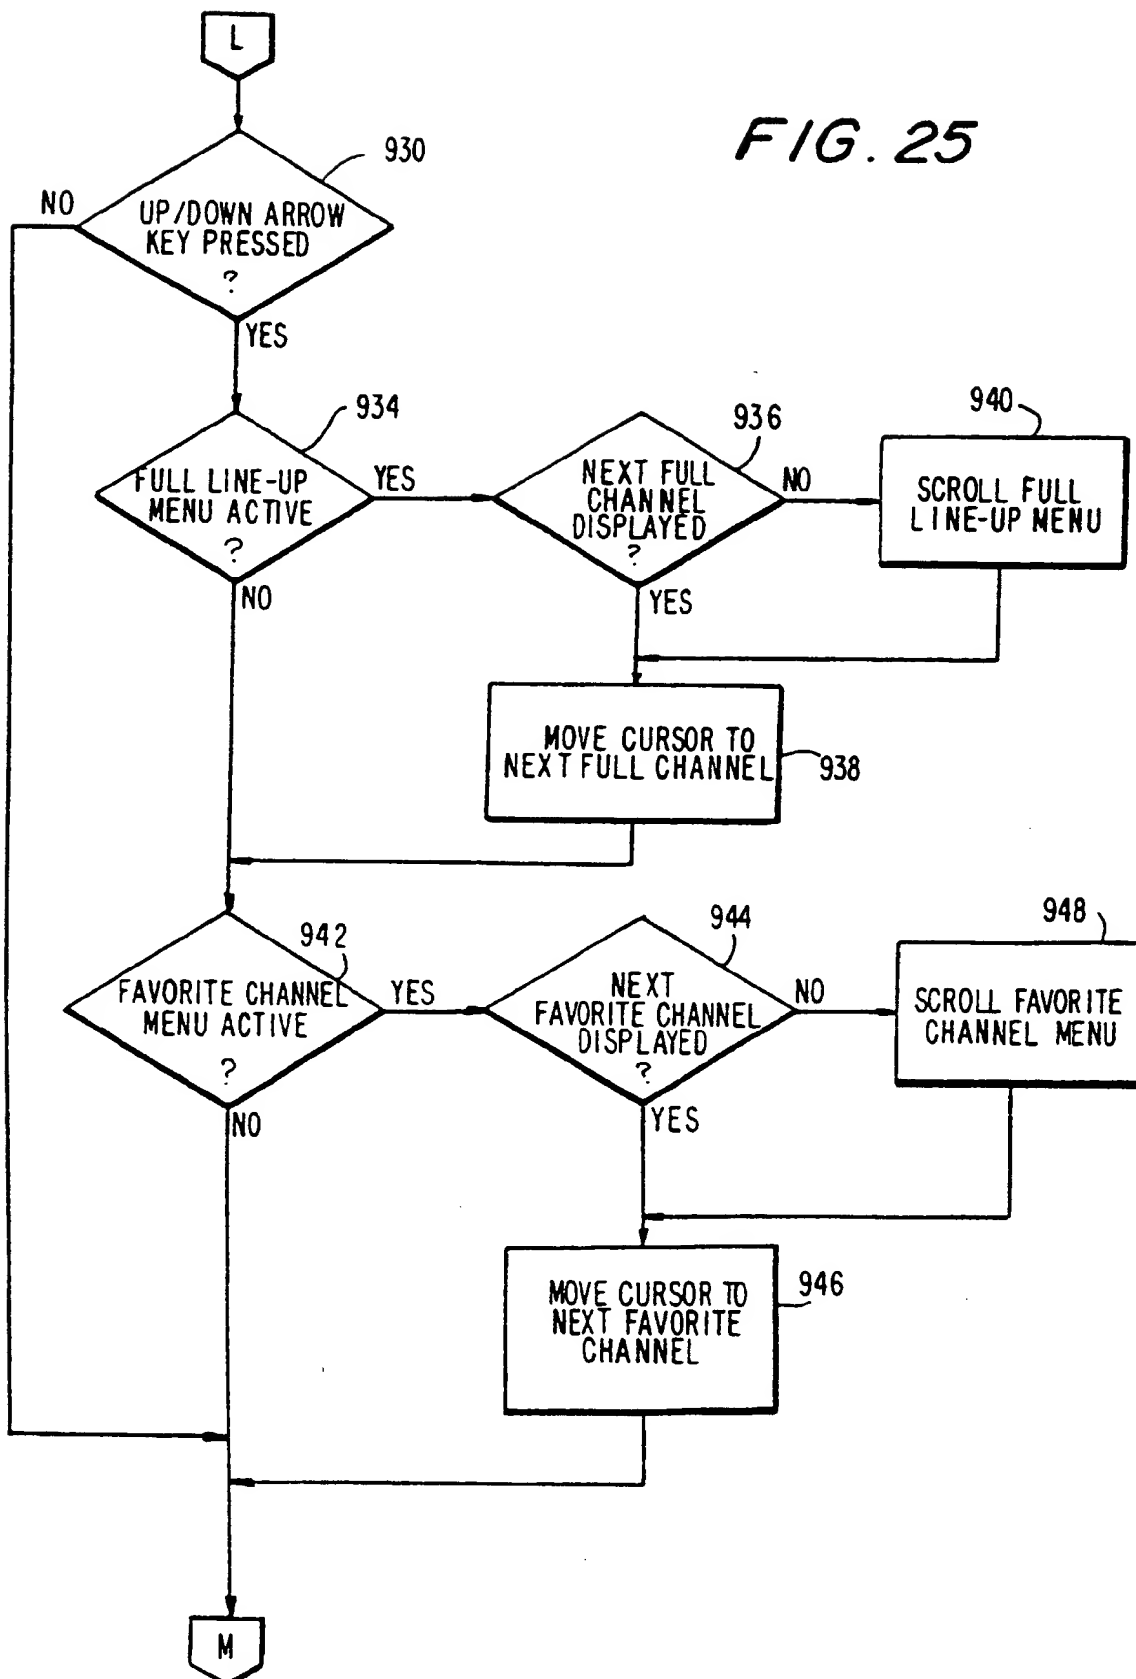 L
FIG. 25
930
NO
UP/DOWN ARROW
KEY PRESSED
?
YES
934
FULL LINE-UP
MENU ACTIVE
?
YES
NO
936
NEXT FULL
CHANNEL
DISPLAYED
?
NO
YES
940
SCROLL FULL
LINE-UP MENU
MOVE CURSOR TO
NEXT FULL CHANNEL
938
942
FAVORITE CHANNEL
MENU ACTIVE
?
YES
NO
944
NEXT
FAVORITE CHANNEL
DISPLAYED
?
NO
YES
948
SCROLL FAVORITE
CHANNEL MENU
MOVE CURSOR TO
NEXT FAVORITE
CHANNEL
946
M